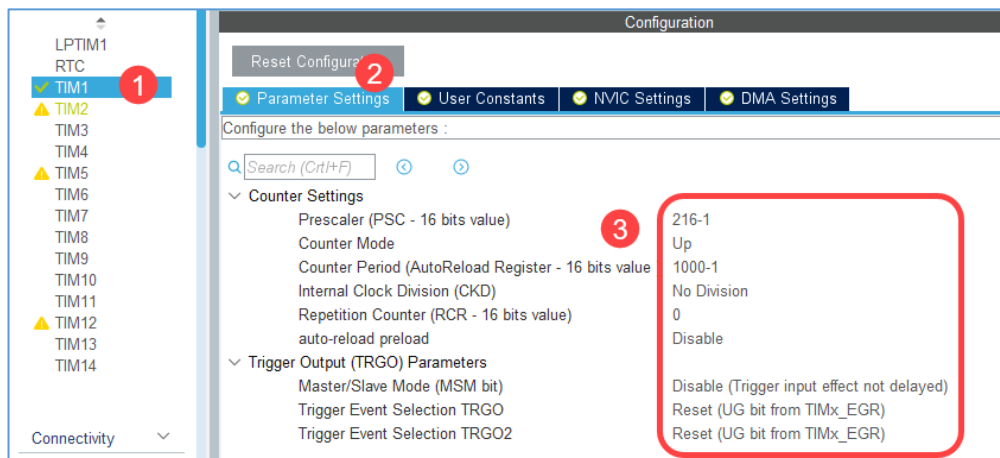 Configuration
LPTIM1
RTC
TIM1
1
TIM2
TIM3
TIM4
TIM5
TIM6
TIM7
TIM8
TIM9
TIM10
TIM11
TIM12
TIM13
TIM14
Connectivity
2
Parameter Settings
User Constants
NVIC Settings
DMA Settings
Configure the below parameters :
Search (Crtl+F)
Counter Settings
3
Prescaler (PSC - 16 bits value) 216-1
Counter Mode Up
Counter Period (AutoReload Register - 16 bits value 1000-1
Internal Clock Division (CKD) No Division
Repetition Counter (RCR - 16 bits value) 0
auto-reload preload Disable
Trigger Output (TRGO) Parameters
Master/Slave Mode (MSM bit) Disable (Trigger input effect not delayed)
Trigger Event Selection TRGO Reset (UG bit from TIMx_EGR)
Trigger Event Selection TRGO2 Reset (UG bit from TIMx_EGR)